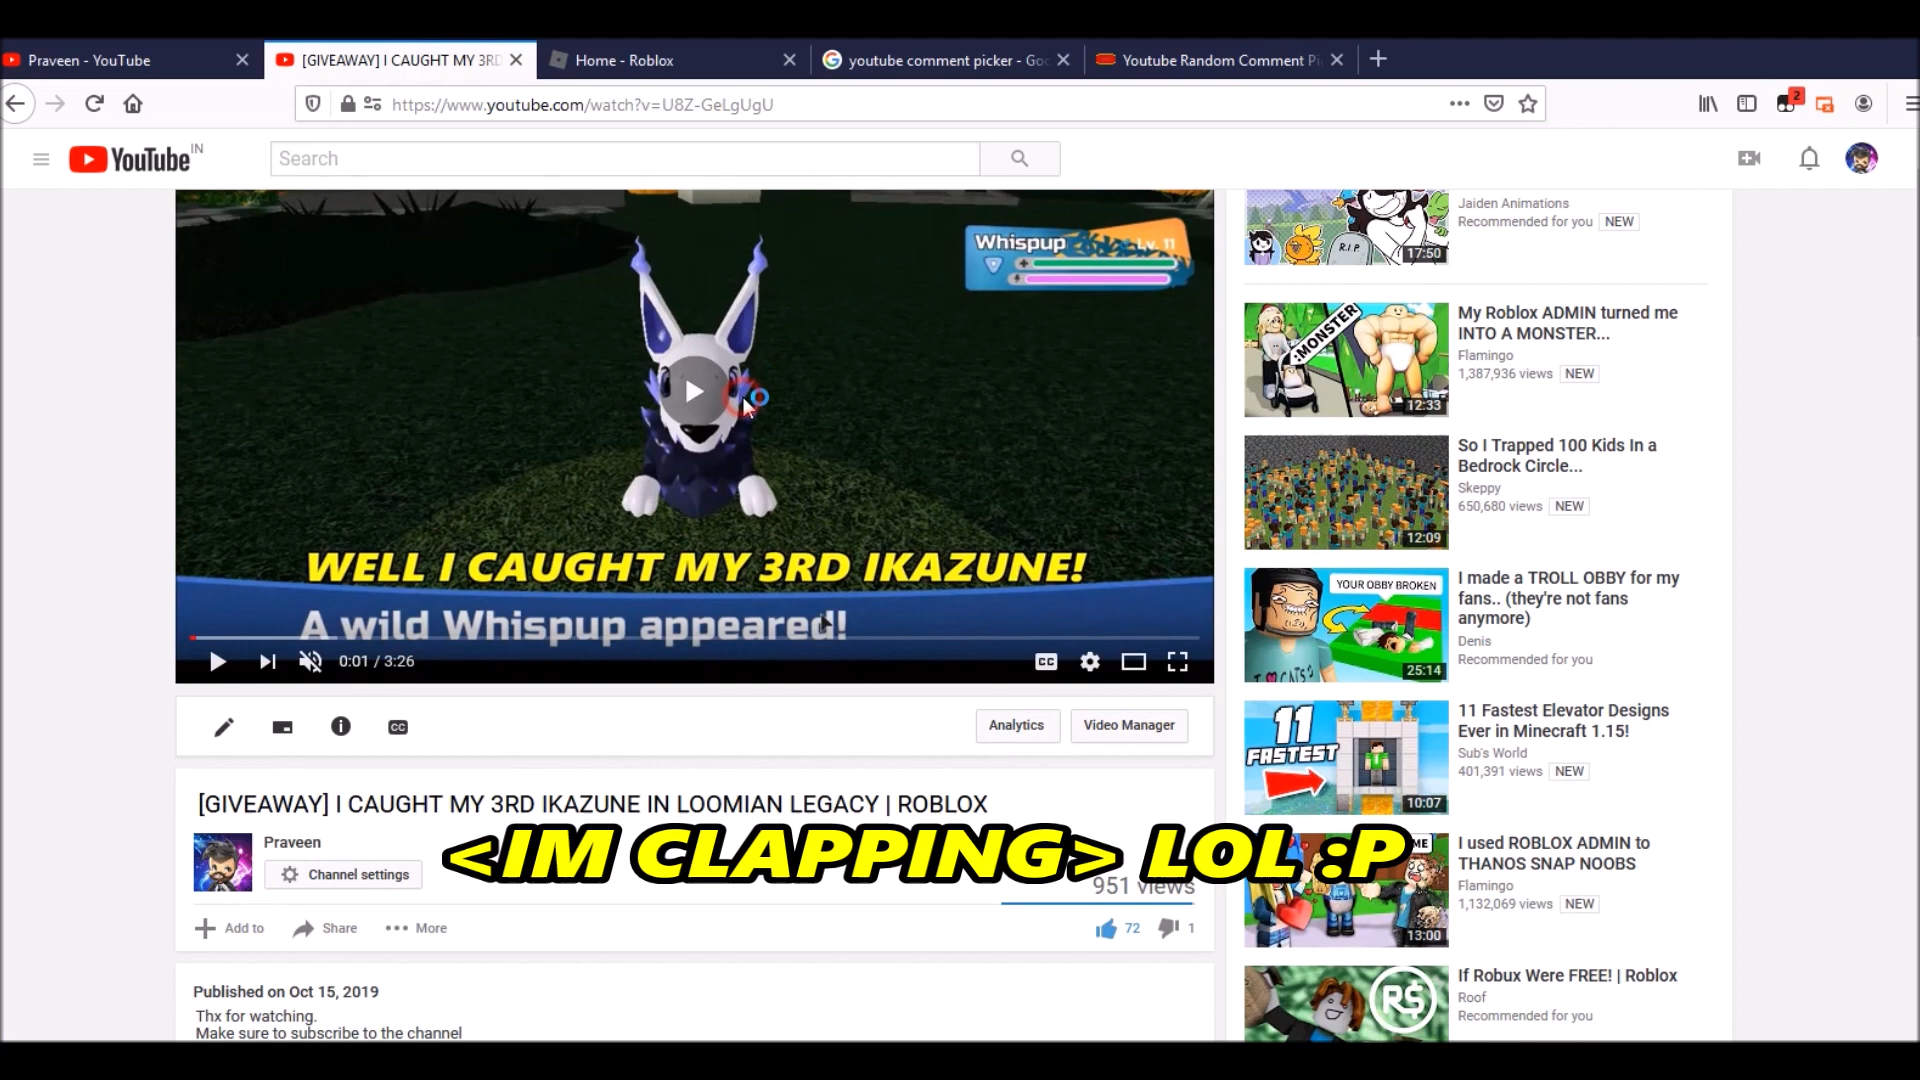 Praveen - YouTube
[GIVEAWAY] I CAUGHT MY 3RD
Home - Roblox
youtube comment picker - Goo
Youtube Random Comment Pi
https://www.youtube.com/watch?v=U8Z-GeLgUgU
2
YouTube IN
Search
Whispup
Lv. 11
WELL I CAUGHT MY 3RD IKAZUNE!
A wild Whispup appeared!
0:01 / 3:26
CC
CC
Analytics
Video Manager
[GIVEAWAY] I CAUGHT MY 3RD IKAZUNE IN LOOMIAN LEGACY | ROBLOX
Praveen
Channel settings
<IM CLAPPING> LOL :P
951 views
Add to
Share
More
72
1
Published on Oct 15, 2019
Thx for watching.
Make sure to subscribe to the channel
R.I.P.
17:50
Jaiden Animations
Recommended for you NEW
:MONSTER
12:33
My Roblox ADMIN turned me
INTO A MONSTER...
Flamingo
1,387,936 views NEW
12:09
So I Trapped 100 Kids In a
Bedrock Circle...
Skeppy
650,680 views NEW
YOUR OBBY BROKEN
I CATS
25:14
I made a TROLL OBBY for my
fans.. (they're not fans
anymore)
Denis
Recommended for you
11
FASTEST
10:07
11 Fastest Elevator Designs
Ever in Minecraft 1.15!
Sub's World
401,391 views NEW
ME
13:00
I used ROBLOX ADMIN to
THANOS SNAP NOOBS
Flamingo
1,132,069 views NEW
R$
If Robux Were FREE! | Roblox
Roof
Recommended for you